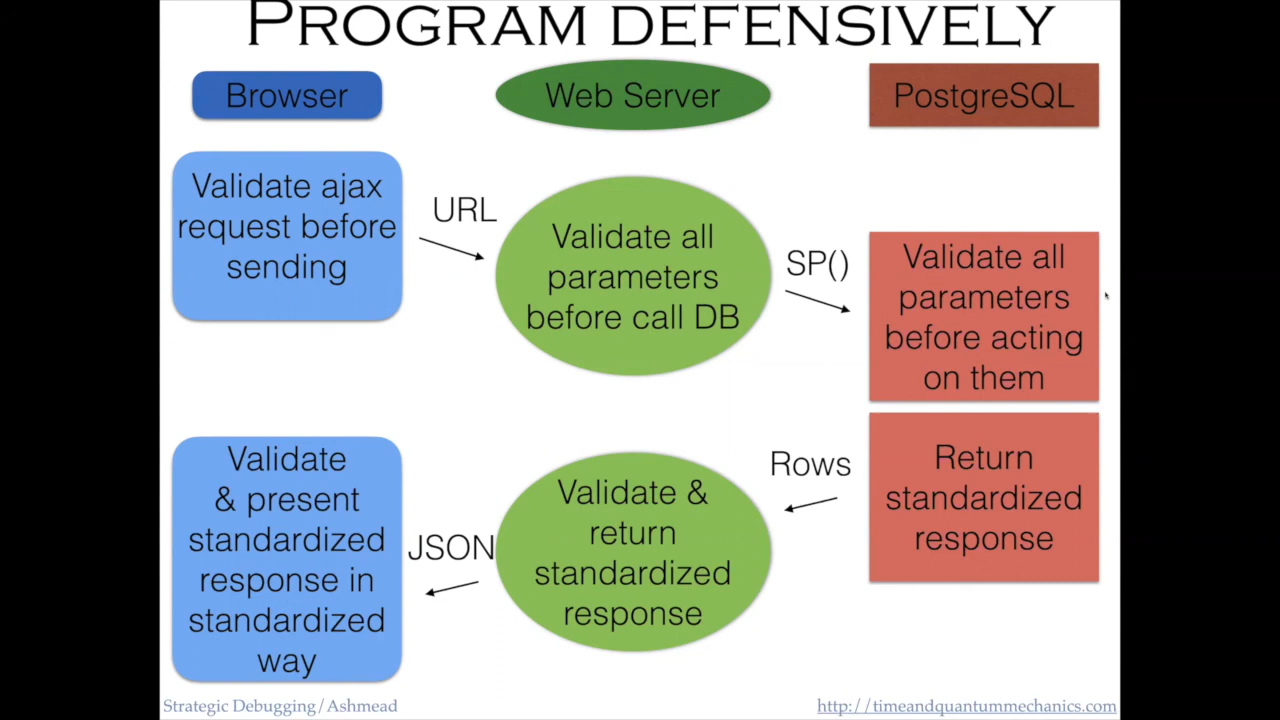 PROGRAM DEFENSIVELY
Browser
Web Server
PostgreSQL
Validate ajax
request before
sending
URL
Validate all
parameters
before call DB
SP()
Validate all
parameters
before acting
on them
Return
standardized
response
Rows
Validate &
return
standardized
response
JSON
Validate
& present
standardized
response in
standardized
way
Strategic Debugging/Ashmead
http://timeandquantummechanics.com